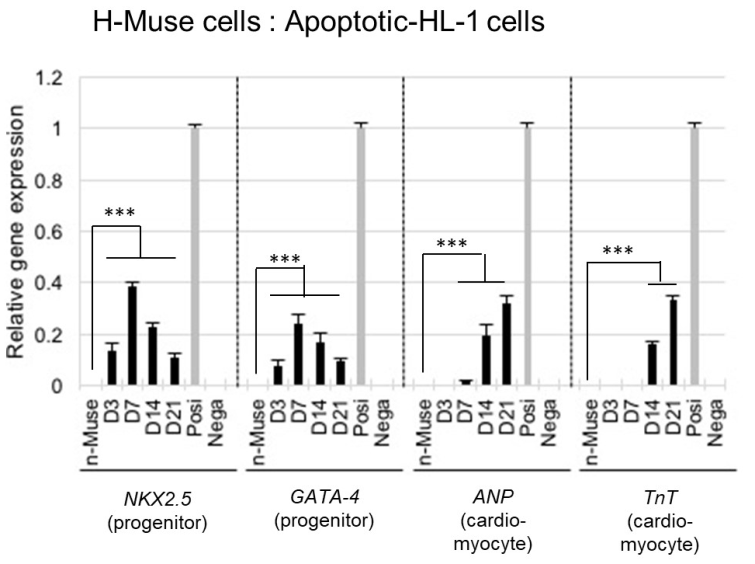 H-Muse cells : Apoptotic-HL-1 cells
Relative gene expression
1.2
1
0.8
0.6
0.4
0.2
0
*** *** *** ***
n-Muse D3 D7 D14 D21 Posi Nega n-Muse D3 D7 D14 D21 Posi Nega n-Muse D3 D7 D14 D21 Posi Nega n-Muse D3 D7 D14 D21 Posi Nega
NKX2.5 GATA-4 ANP TnT
(progenitor) (progenitor) (cardio- (cardio-
myocyte) myocyte)